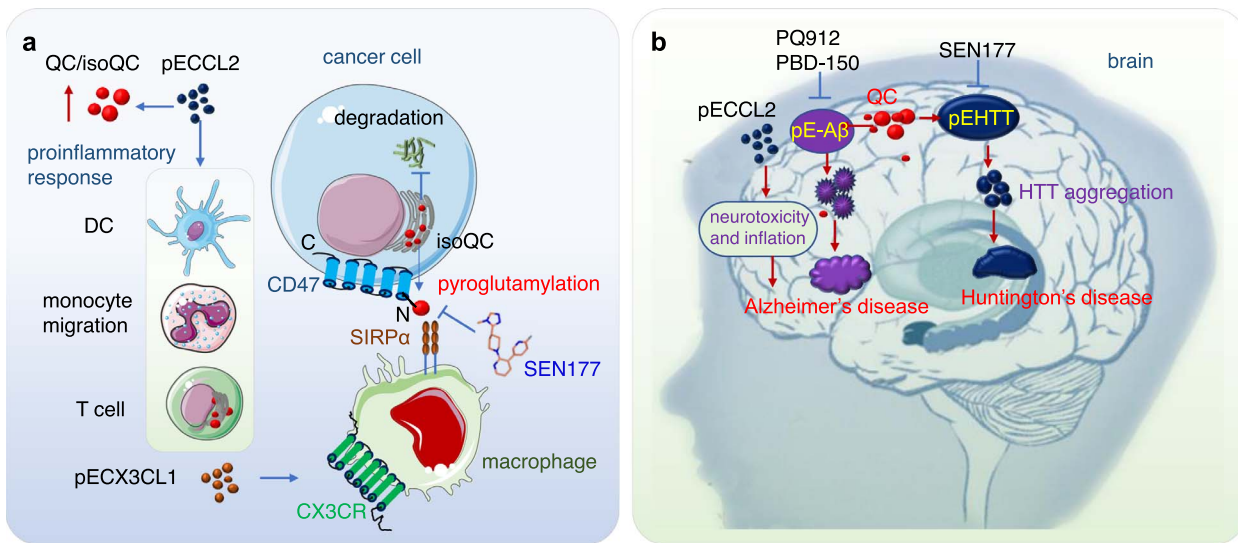 a
QC/isoQC
pECCL2
cancer cell
degradation
proinflammatory
response
DC
C
isoQC
CD47
pyroglutamylation
monocyte
migration
N
SIRPα
SEN177
T cell
macrophage
pECX3CL1
CX3CR
b
PQ912
PBD-150
SEN177
brain
pECCL2
QC
pE-Aβ
pEHTT
HTT aggregation
neurotoxicity
and inflation
Alzheimer's disease
Huntington's disease